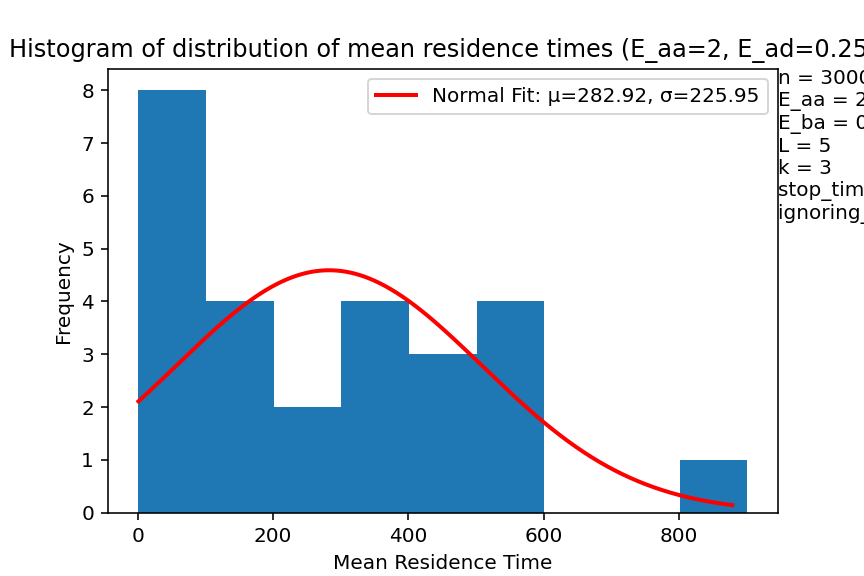 Histogram of distribution of mean residence times (E_aa=2, E_ad=0.25
n = 3000
E_aa = 2
E_ba = 0
L = 5
k = 3
stop_tim
ignoring_
Normal Fit: μ=282.92, σ=225.95
Frequency
8
7
6
5
4
3
2
1
0
0 200 400 600 800
Mean Residence Time